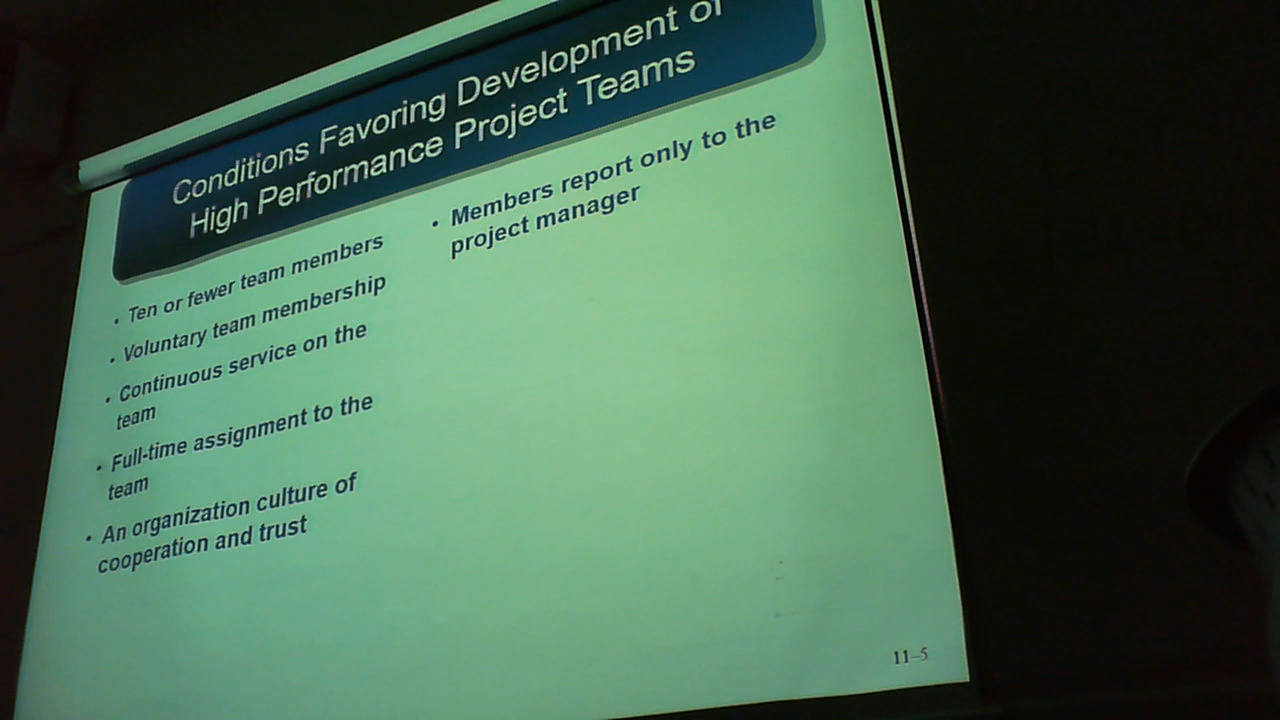 Conditions Favoring Development of
High Performance Project Teams
• Ten or fewer team members
• Voluntary team membership
• Continuous service on the
team
• Full-time assignment to the
team
• An organization culture of
cooperation and trust
• Members report only to the
project manager
11–5